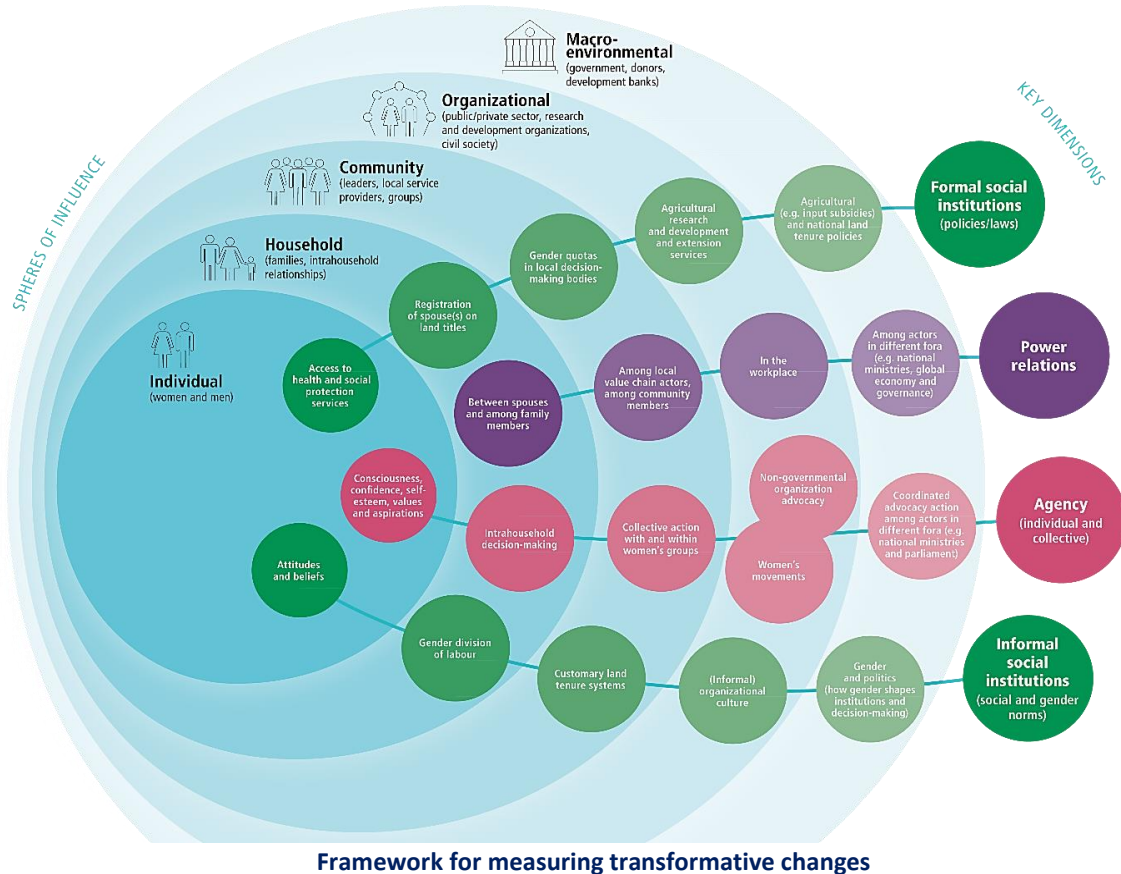 Macro-
environmental
(government, donors,
development banks)
Organizational
(public/private sector, research
and development organizations,
civil society)
Community
(leaders, local service
providers, groups)
Household
(families, intrahousehold
relationships)
Individual
(women and men)
SPHERES OF INFLUENCE
KEY DIMENSIONS
Access to
health and social
protection
services
Registration
of spouse(s) on
land titles
Gender quotas
in local decision-
making bodies
Agricultural
research
and development
and extension
services
Agricultural
(e.g. input subsidies)
and national land
tenure policies
Formal social
institutions
(policies/laws)
Between spouses
and among family
members
Among local
value chain actors,
among community
members
In the
workplace
Among actors
in different fora
(e.g. national
ministries, global
economy and
governance)
Power
relations
Consciousness,
confidence, self-
esteem, values
and aspirations
Intrahousehold
decision-making
Collective action
with and within
women's groups
Non-governmental
organization
advocacy
Women's
movements
Coordinated
advocacy action
among actors in
different fora (e.g.
national ministries
and parliament)
Agency
(individual and
collective)
Attitudes
and beliefs
Gender division
of labour
Customary land
tenure systems
(Informal)
organizational
culture
Gender
and politics
(how gender shapes
institutions and
decision-making)
Informal
social
institutions
(social and gender
norms)
Framework for measuring transformative changes